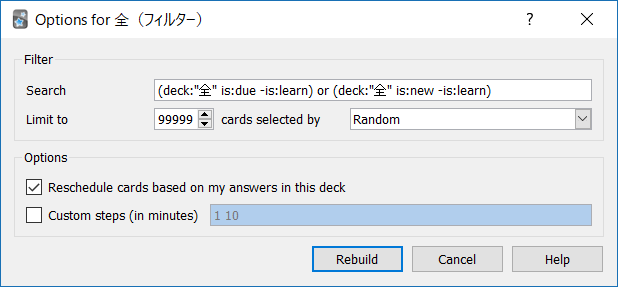 Options for 全（フィルター）
Filter
Search (deck:"全" is:due -is:learn) or (deck:"全" is:new -is:learn)
Limit to 99999 cards selected by Random
Options
Reschedule cards based on my answers in this deck
Custom steps (in minutes) 1 10
Rebuild Cancel Help